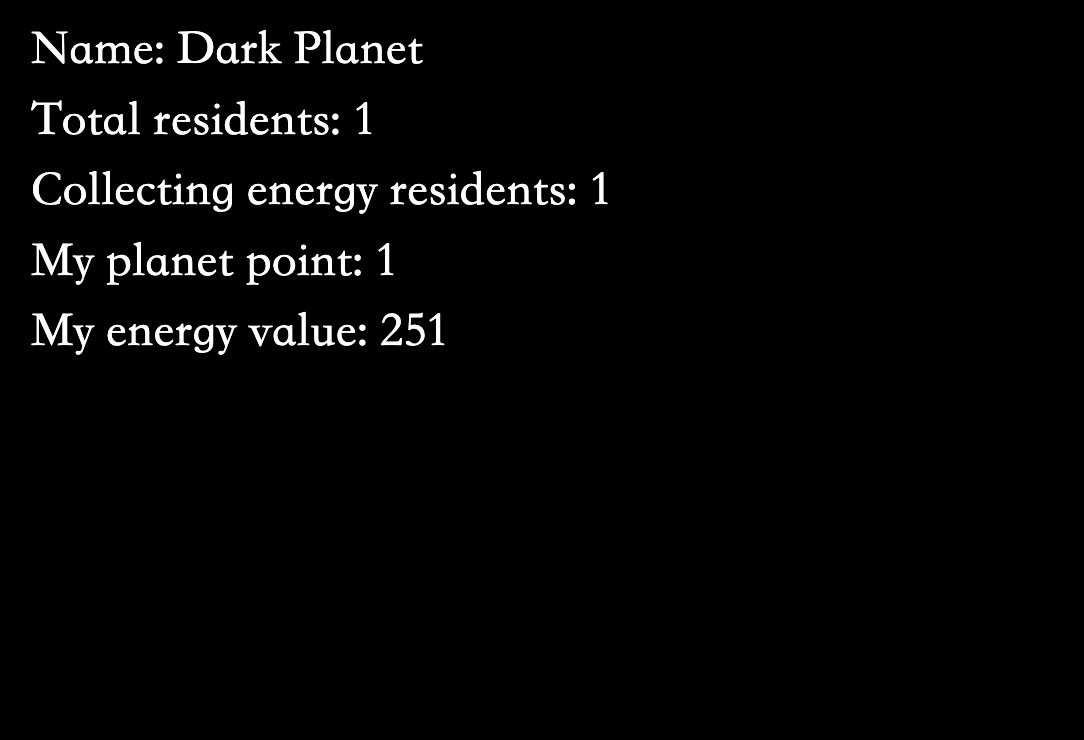 Name: Dark Planet
Total residents: 1
Collecting energy residents: 1
My planet point: 1
My energy value: 251